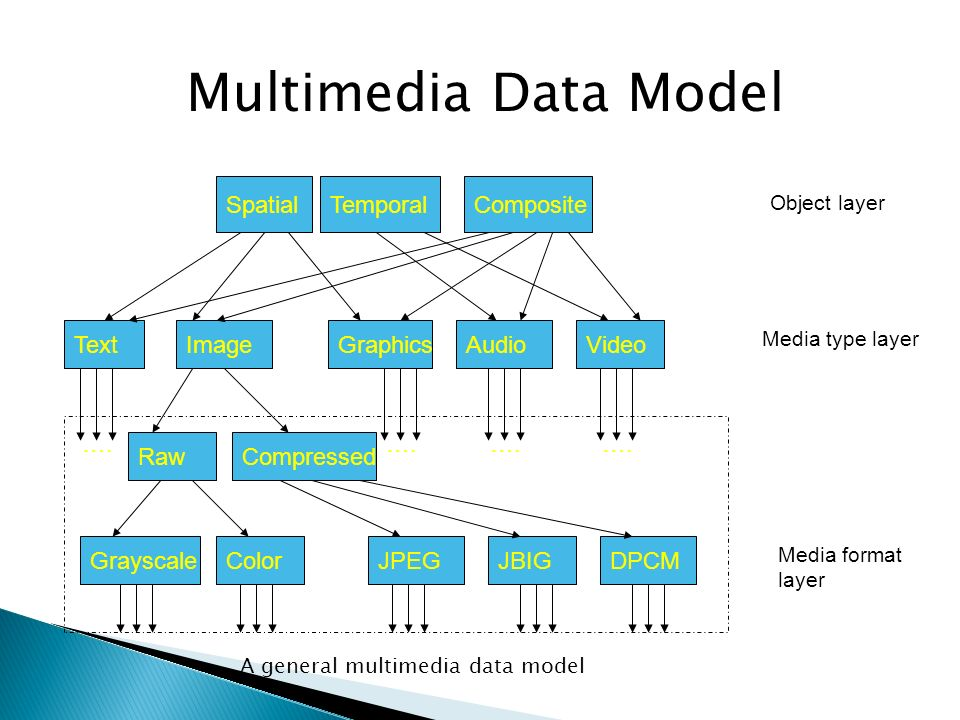 Multimedia Data Model
Spatial Temporal Composite Object layer
Text Image Graphics Audio Video Media type layer
.... .... .... ....
Raw Compressed
Grayscale Color JPEG JBIG DPCM
Media format
layer
A general multimedia data model